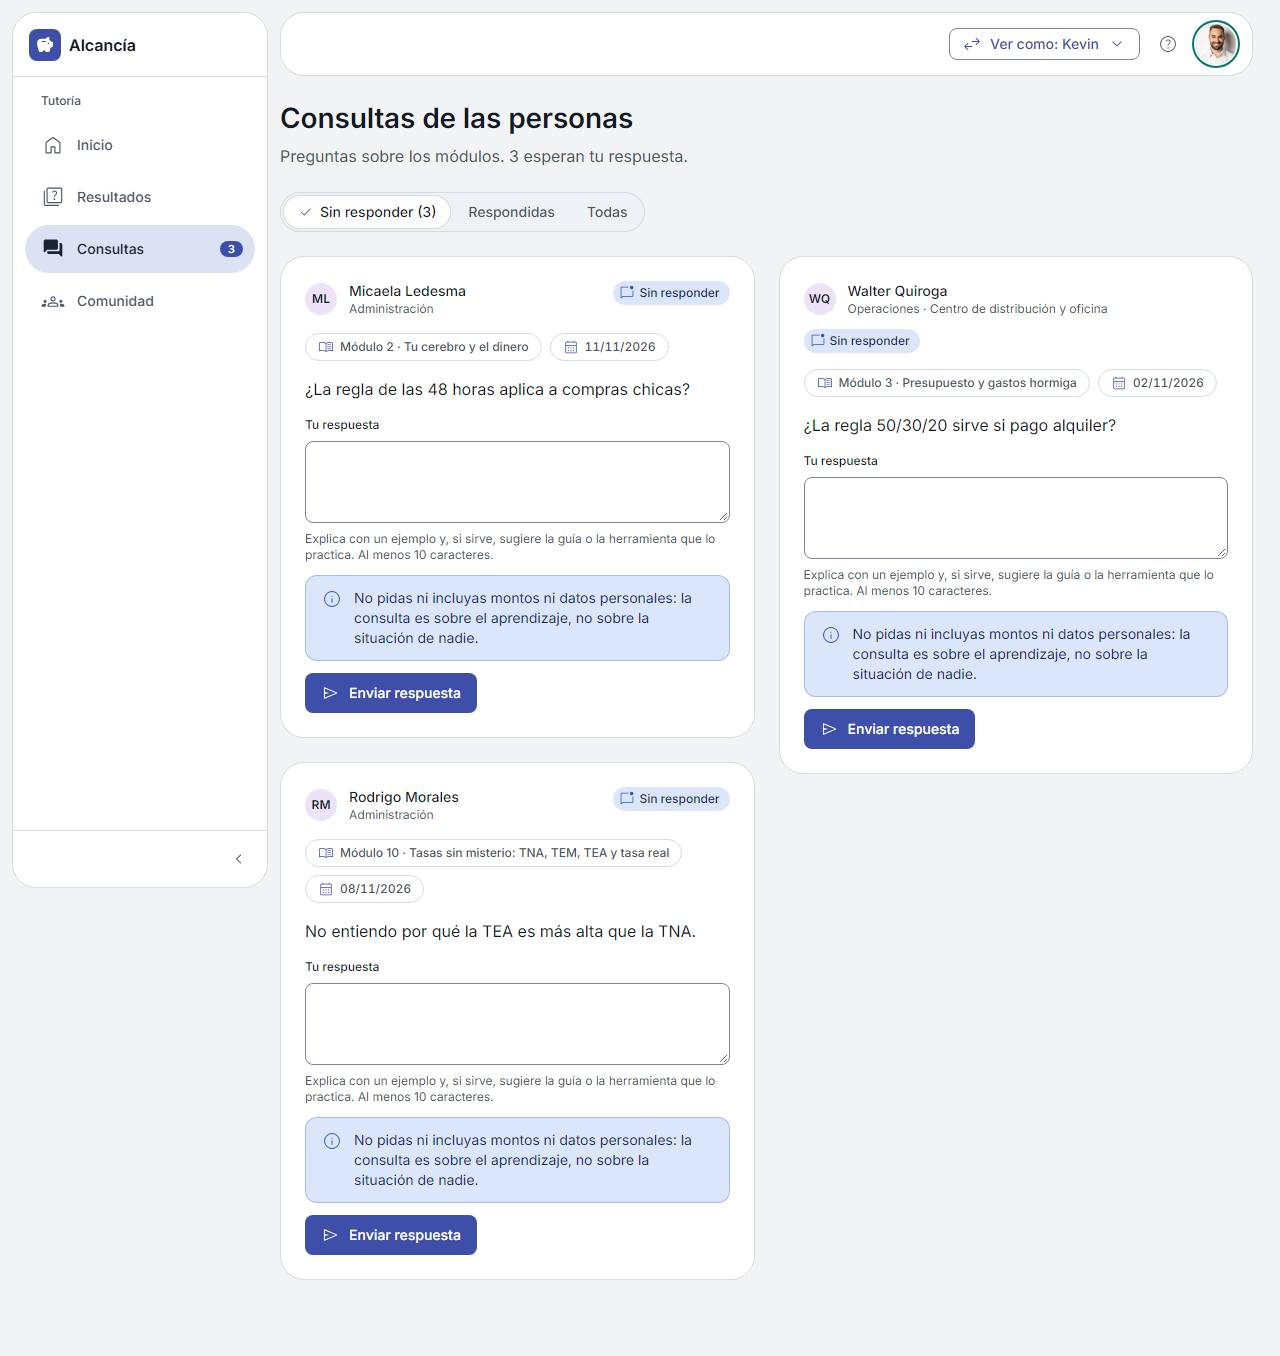 Alcancía
Tutoría
Inicio
Resultados
Consultas 3
Comunidad
Ver como: Kevin
Consultas de las personas
Preguntas sobre los módulos. 3 esperan tu respuesta.
Sin responder (3)
Respondidas
Todas
ML
Micaela Ledesma
Administración
Sin responder
Módulo 2 · Tu cerebro y el dinero
11/11/2026
¿La regla de las 48 horas aplica a compras chicas?
Tu respuesta
Explica con un ejemplo y, si sirve, sugiere la guía o la herramienta que lo
practica. Al menos 10 caracteres.
No pidas ni incluyas montos ni datos personales: la
consulta es sobre el aprendizaje, no sobre la
situación de nadie.
Enviar respuesta
WQ
Walter Quiroga
Operaciones · Centro de distribución y oficina
Sin responder
Módulo 3 · Presupuesto y gastos hormiga
02/11/2026
¿La regla 50/30/20 sirve si pago alquiler?
Tu respuesta
Explica con un ejemplo y, si sirve, sugiere la guía o la herramienta que lo
practica. Al menos 10 caracteres.
No pidas ni incluyas montos ni datos personales: la
consulta es sobre el aprendizaje, no sobre la
situación de nadie.
Enviar respuesta
RM
Rodrigo Morales
Administración
Sin responder
Módulo 10 · Tasas sin misterio: TNA, TEM, TEA y tasa real
08/11/2026
No entiendo por qué la TEA es más alta que la TNA.
Tu respuesta
Explica con un ejemplo y, si sirve, sugiere la guía o la herramienta que lo
practica. Al menos 10 caracteres.
No pidas ni incluyas montos ni datos personales: la
consulta es sobre el aprendizaje, no sobre la
situación de nadie.
Enviar respuesta